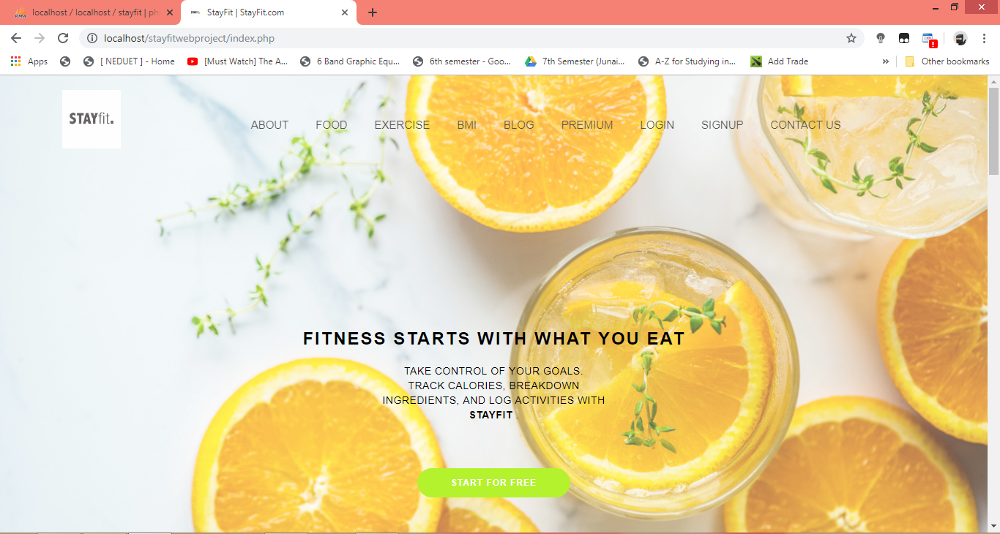 localhost / localhost / stayfit | ph
StayFit | StayFit.com
localhost/stayfitwebproject/index.php
Apps
[ NEDUET ] - Home
[Must Watch] The A...
6 Band Graphic Equ...
6th semester - Goo...
7th Semester (Junai...
A-Z for Studying in...
Add Trade
»
Other bookmarks
STAYfit.
ABOUT FOOD EXERCISE BMI BLOG PREMIUM LOGIN SIGNUP CONTACT US
FITNESS STARTS WITH WHAT YOU EAT
TAKE CONTROL OF YOUR GOALS.
TRACK CALORIES, BREAKDOWN
INGREDIENTS, AND LOG ACTIVITIES WITH
STAYFIT .
START FOR FREE